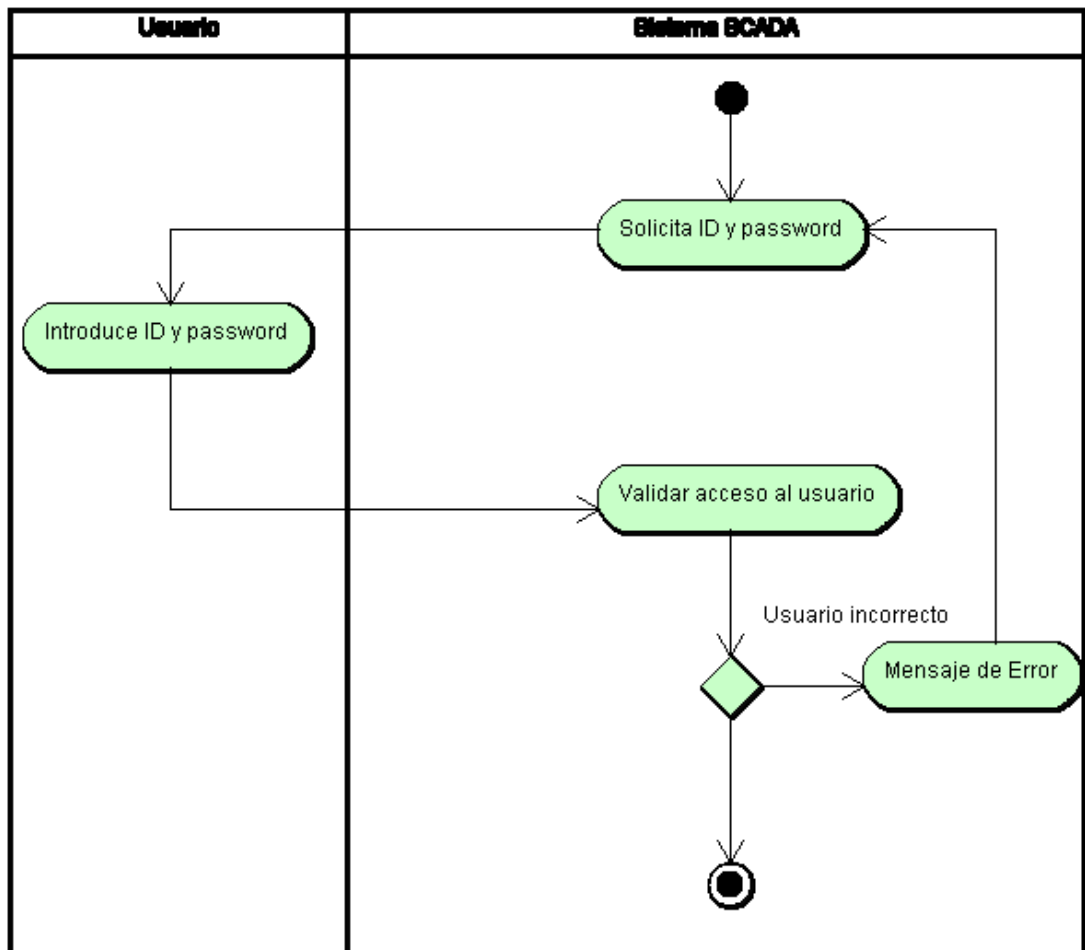 Usuario
Sistema SCADA
Solicita ID y password
Introduce ID y password
Validar acceso al usuario
Usuario incorrecto
Mensaje de Error